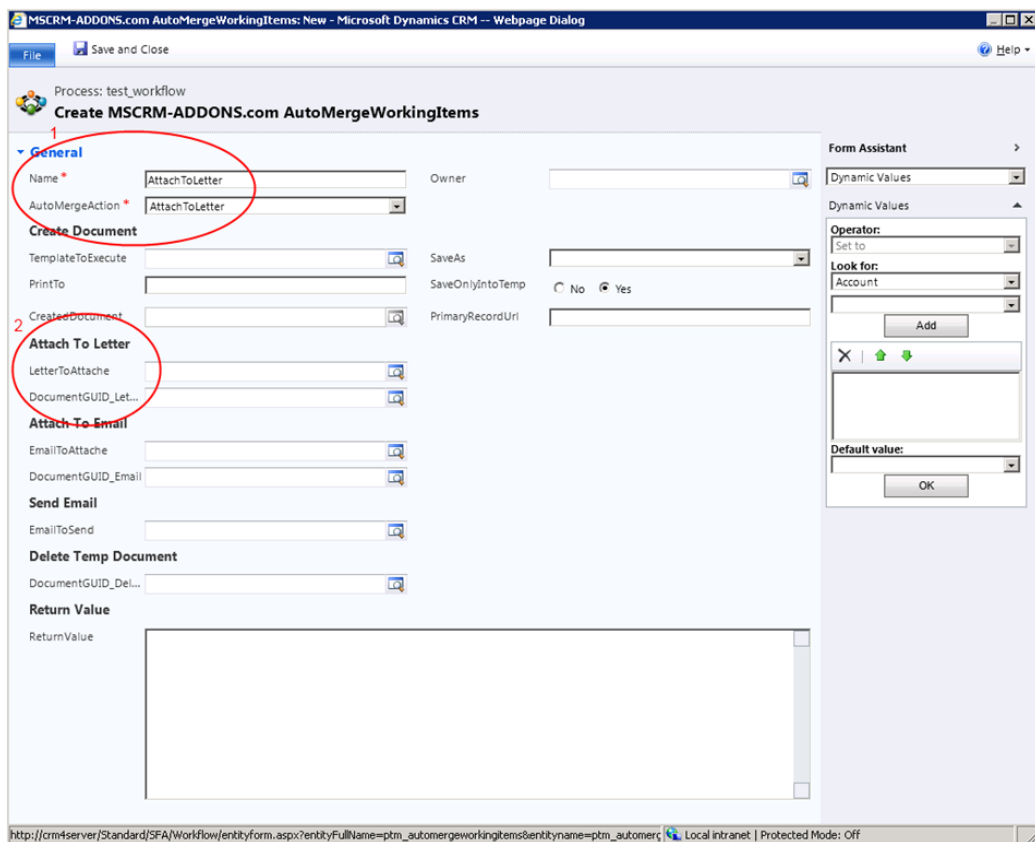 MSCRM-ADDONS.com AutoMergeWorkingItems: New - Microsoft Dynamics CRM -- Webpage Dialog
File
Save and Close
Help
Process: test_workflow
Create MSCRM-ADDONS.com AutoMergeWorkingItems
1
General
Name * AttachToLetter
Owner
AutoMergeAction * AttachToLetter
Create Document
TemplateToExecute
SaveAs
PrintTo
SaveOnlyIntoTemp No Yes
CreatedDocument
PrimaryRecordUrl
2
Attach To Letter
LetterToAttache
DocumentGUID_Let...
Attach To Email
EmailToAttache
DocumentGUID_Email
Send Email
EmailToSend
Delete Temp Document
DocumentGUID_Del...
Return Value
ReturnValue
Form Assistant
Dynamic Values
Dynamic Values
Operator:
Set to
Look for:
Account
Add
Default value:
OK
http://crm4server/Standard/SFA/Workflow/entityform.aspx?entityFullName=ptm_automergeworkingitems&entityname=ptm_automerg
Local intranet | Protected Mode: Off